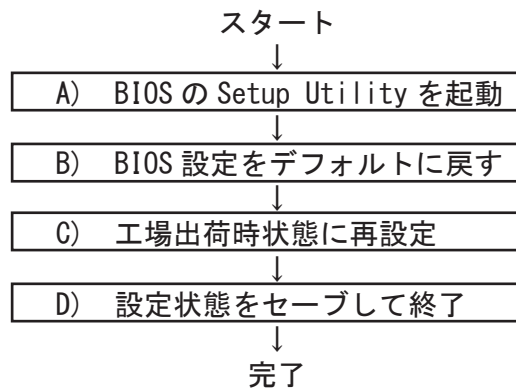 スタート
↓
A) BIOS の Setup Utility を起動
↓
B) BIOS 設定をデフォルトに戻す
↓
C) 工場出荷時状態に再設定
↓
D) 設定状態をセーブして終了
↓
完了